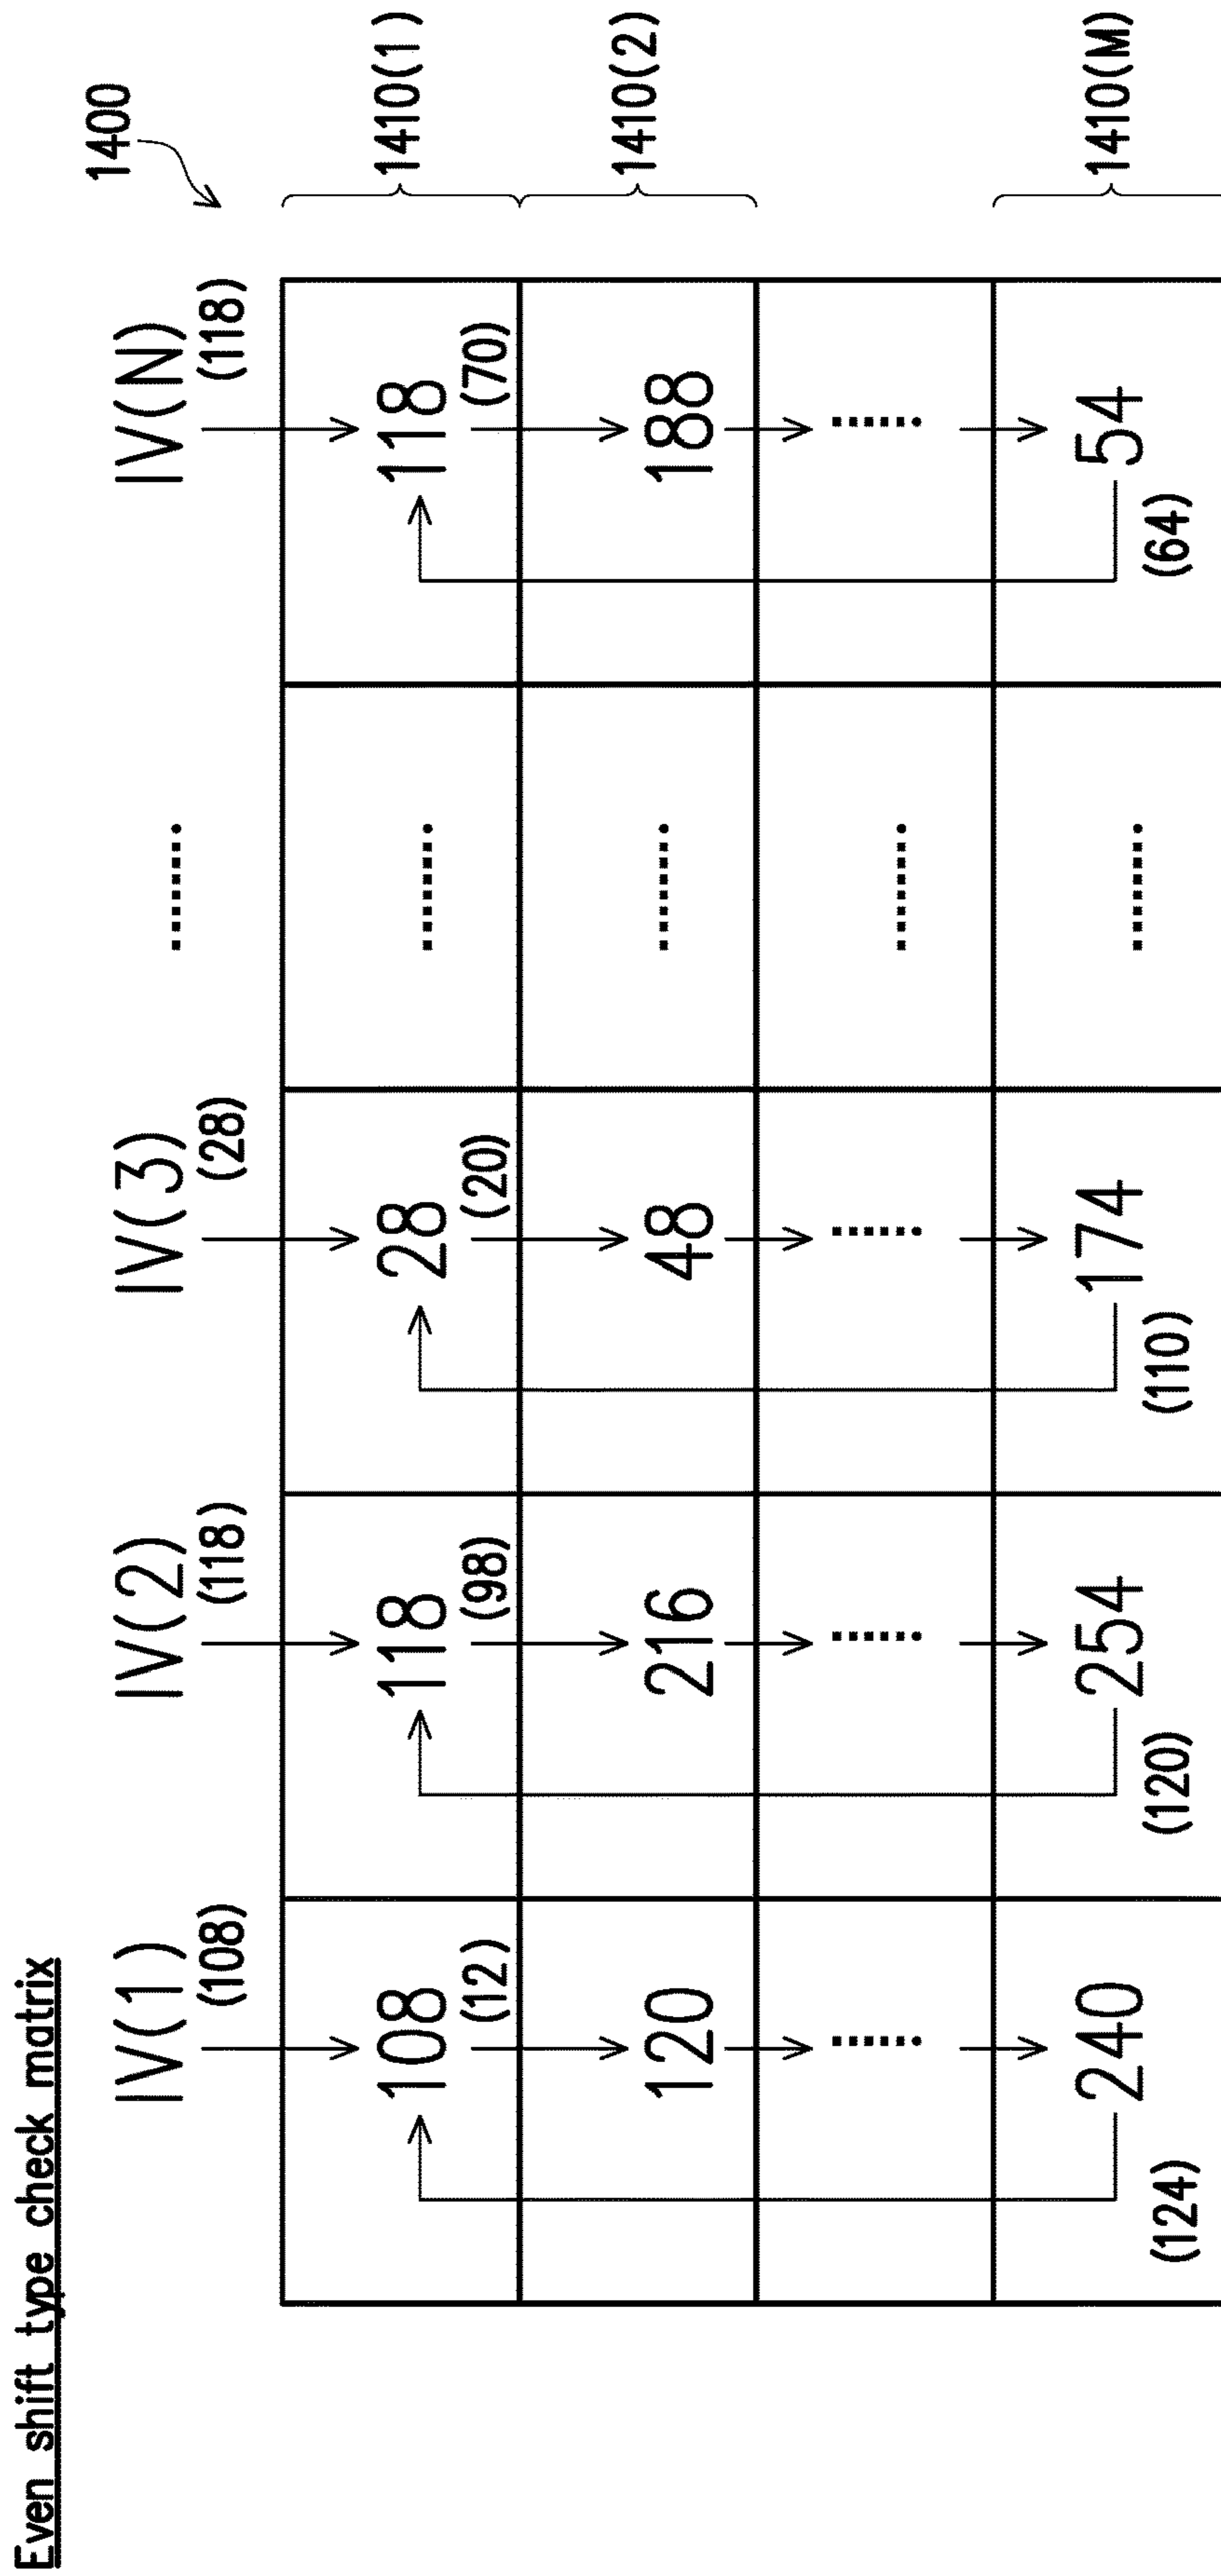 Even shift type check matrix
1400
IV(1) IV(2) IV(3) ........ IV(N)
(108) (118) (28) (118)
108 118 28 ........ 118 1410(1)
(12) (98) (20) (70)
120 216 48 ........ 188 1410(2)
...... ...... ...... ........ ......
240 254 174 ........ 54 1410(M)
(124) (120) (110) (64)